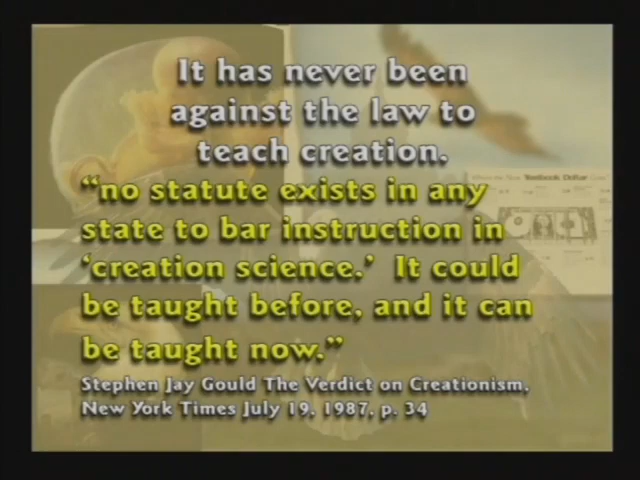 It has never been
against the law to
teach creation.
“no statute exists in any
state to bar instruction in
‘creation science.’ It could
be taught before, and it can
be taught now.”
Stephen Jay Gould The Verdict on Creationism,
New York Times July 19, 1987, p. 34
Textbook Dollar